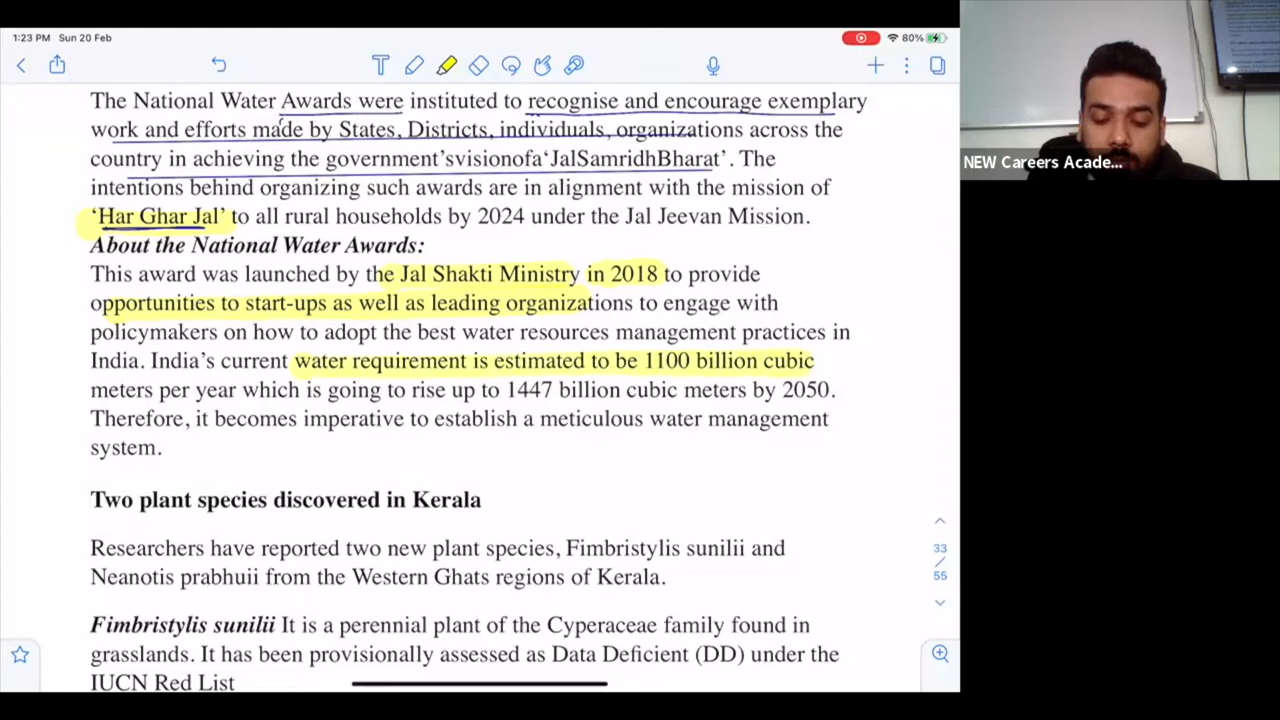 1:23 PM Sun 20 Feb
80%
The National Water Awards were instituted to recognise and encourage exemplary
work and efforts made by States, Districts, individuals, organizations across the
country in achieving the government'svisionofa'JalSamridhBharat'. The
intentions behind organizing such awards are in alignment with the mission of
'Har Ghar Jal' to all rural households by 2024 under the Jal Jeevan Mission.
About the National Water Awards:
This award was launched by the Jal Shakti Ministry in 2018 to provide
opportunities to start-ups as well as leading organizations to engage with
policymakers on how to adopt the best water resources management practices in
India. India's current water requirement is estimated to be 1100 billion cubic
meters per year which is going to rise up to 1447 billion cubic meters by 2050.
Therefore, it becomes imperative to establish a meticulous water management
system.
Two plant species discovered in Kerala
Researchers have reported two new plant species, Fimbristylis sunilii and
Neanotis prabhuii from the Western Ghats regions of Kerala.
Fimbristylis sunilii It is a perennial plant of the Cyperaceae family found in
grasslands. It has been provisionally assessed as Data Deficient (DD) under the
IUCN Red List
33
/
55
NEW Careers Acade...